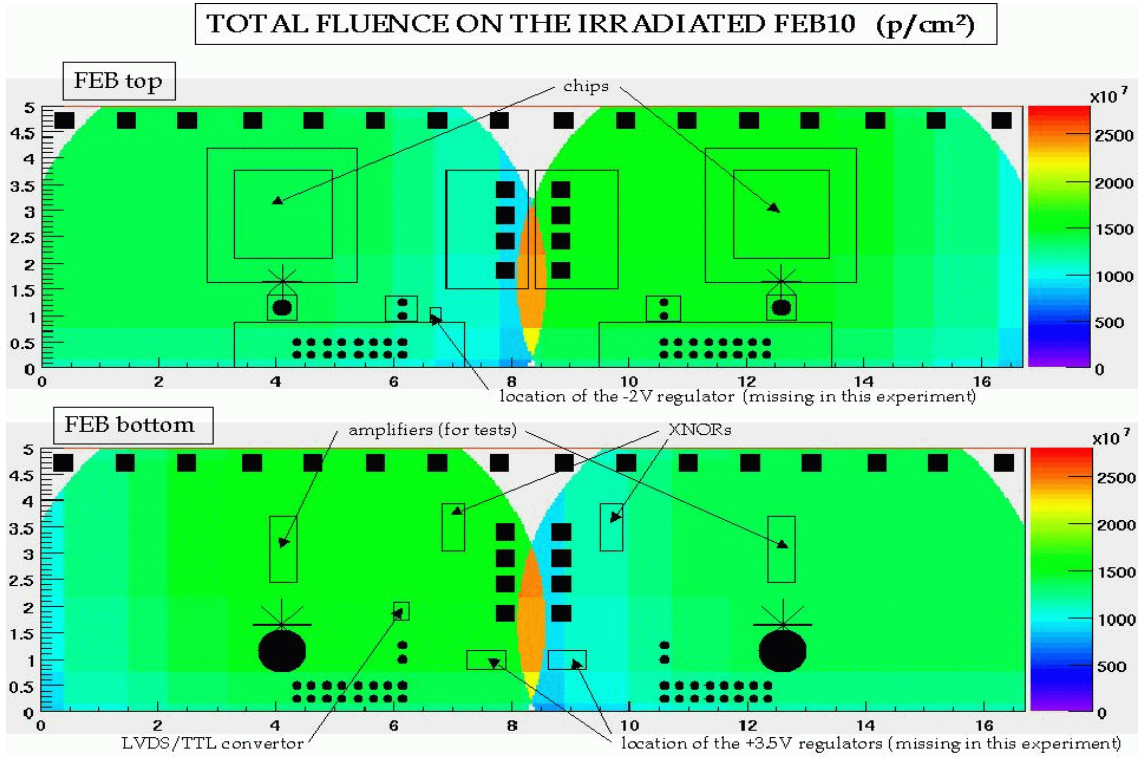 TOTAL FLUENCE ON THE IRRADIATED FEB10 (p/cm²)
FEB top
chips
x10⁷
5
4.5
4
3.5
3
2.5
2
1.5
1
0.5
0
0 2 4 6 8 10 12 14 16
2500
2000
1500
1000
500
0
location of the -2V regulator (missing in this experiment)
FEB bottom
amplifiers (for tests)
XNORs
x10⁷
5
4.5
4
3.5
3
2.5
2
1.5
1
0.5
0
0 2 4 6 8 10 12 14 16
2500
2000
1500
1000
500
0
LVDS/TTL convertor
location of the +3.5V regulators (missing in this experiment)